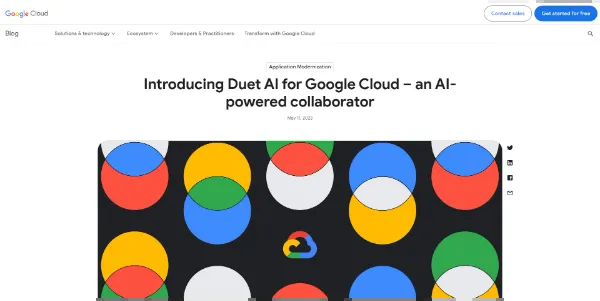 Google Cloud
Contact sales
Get started for free
Blog
Solutions & technology
Ecosystem
Developers & Practitioners
Transform with Google Cloud
Application Modernization
Introducing Duet AI for Google Cloud – an AI-
powered collaborator
May 11, 2023